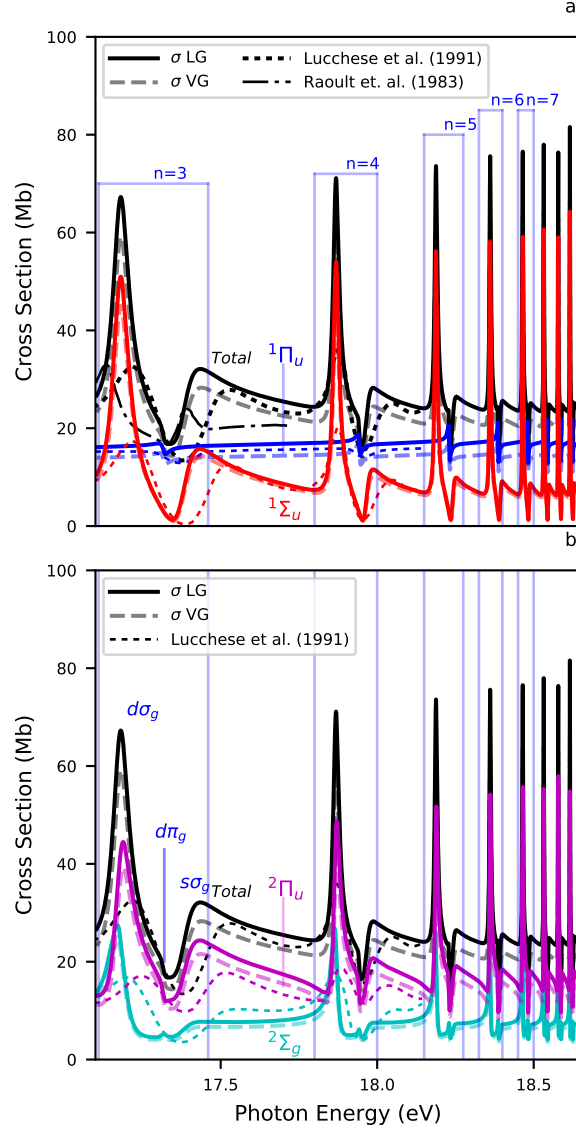 a
100
80
60
40
20
0
Cross Section (Mb)
σ LG
σ VG
Lucchese et al. (1991)
Raoult et. al (1983)
n=3
n=4
n=5
n=6
n=7
Total
¹Πᵤ
¹Σᵤ
b
100
80
60
40
20
0
Cross Section (Mb)
σ LG
σ VG
Lucchese et al. (1991)
dσg
dπg
sσg
Total
²Πᵤ
²Σg
17.5
18.0
18.5
Photon Energy (eV)